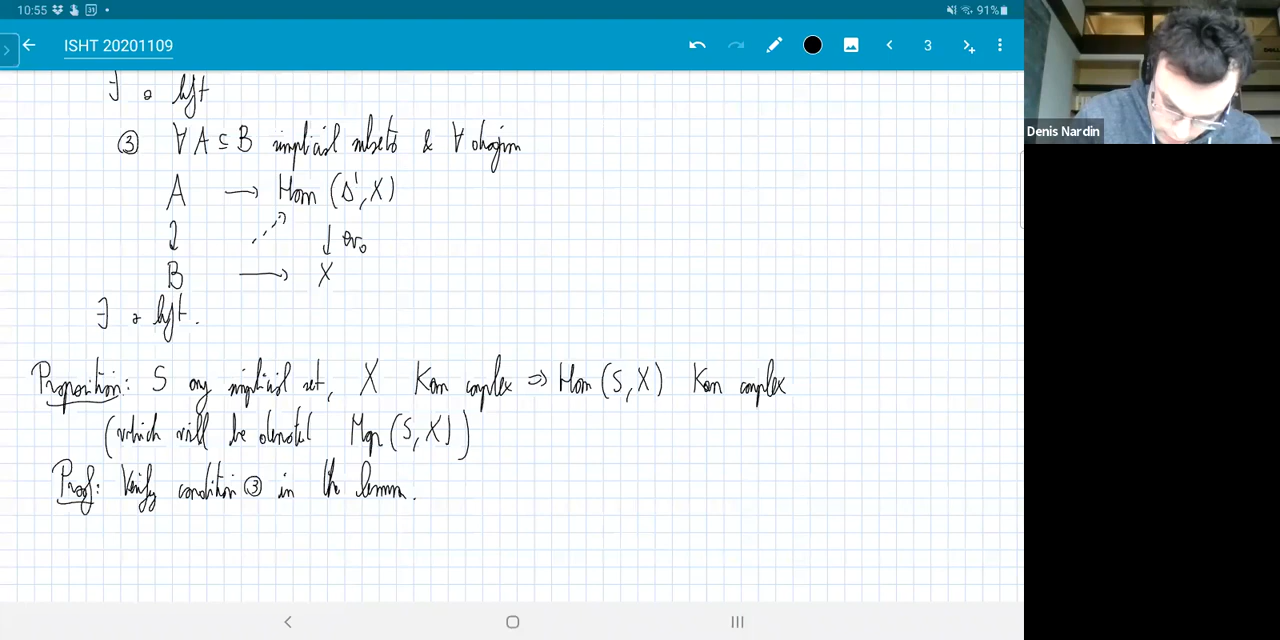 10:55 31 91%
ISHT 20201109 3
∃ a lift
③ ∀ A ⊆ B simplicial subsets & ∀ diagram
A → Hom (Δ¹, X)
↓ ev₀
B → X
∃ a lift.
Proposition: S any simplicial set, X Kan complex ⇒ Hom (S, X) Kan complex
(which will be denoted Map (S, X))
Proof: Verify condition ③ in the lemma.
Denis Nardin